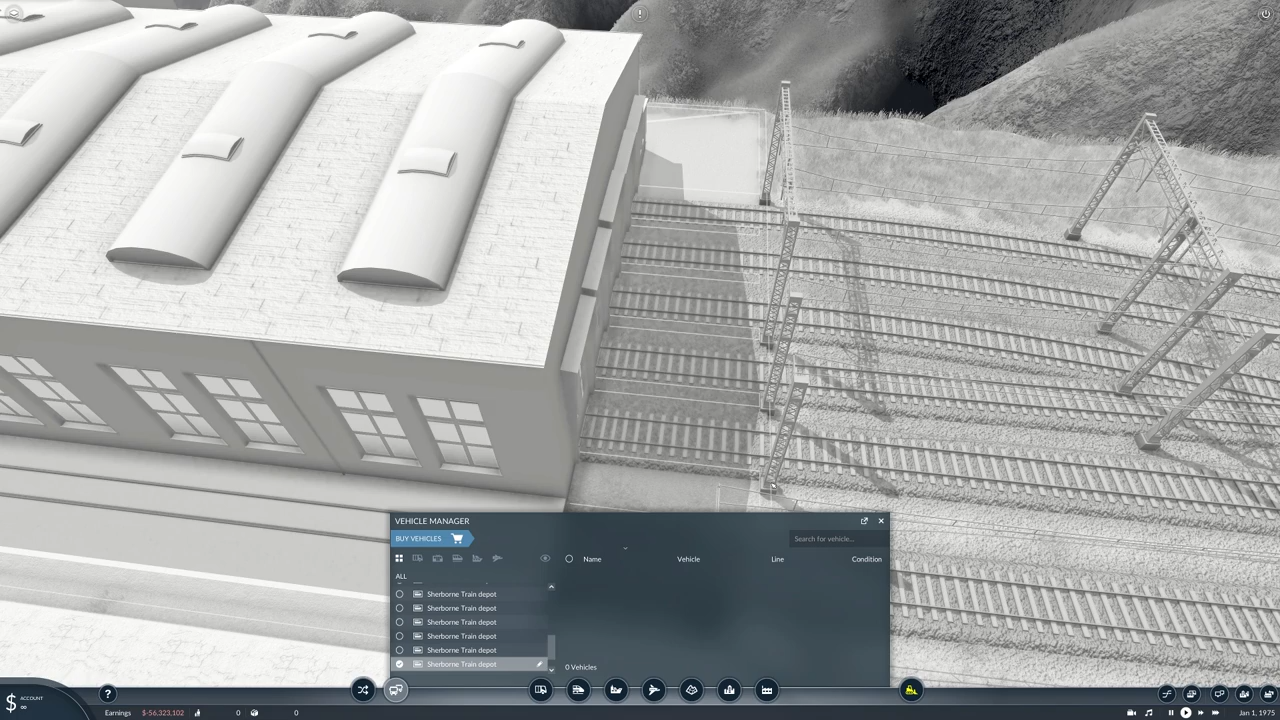 VEHICLE MANAGER
BUY VEHICLES
Search for vehicle...
Name Vehicle Line Condition
ALL
Sherborne Train depot
Sherborne Train depot
Sherborne Train depot
Sherborne Train depot
Sherborne Train depot
Sherborne Train depot
0 Vehicles
$ ACCOUNT
∞
?
Earnings $-56,323,102 0 0
Jan 1, 1975